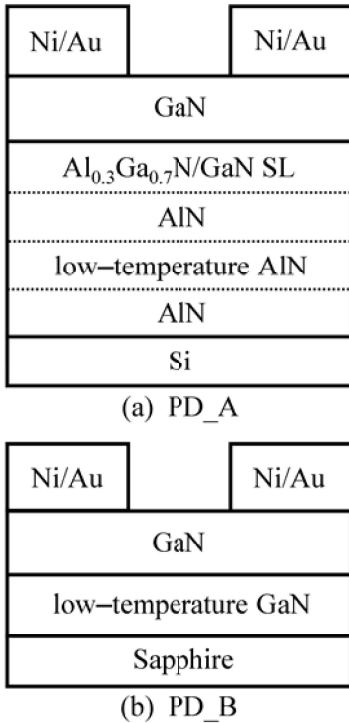 Ni/Au Ni/Au
GaN
Al₀.₃Ga₀.₇N/GaN SL
AlN
low–temperature AlN
AlN
Si
(a) PD_A
Ni/Au Ni/Au
GaN
low–temperature GaN
Sapphire
(b) PD_B